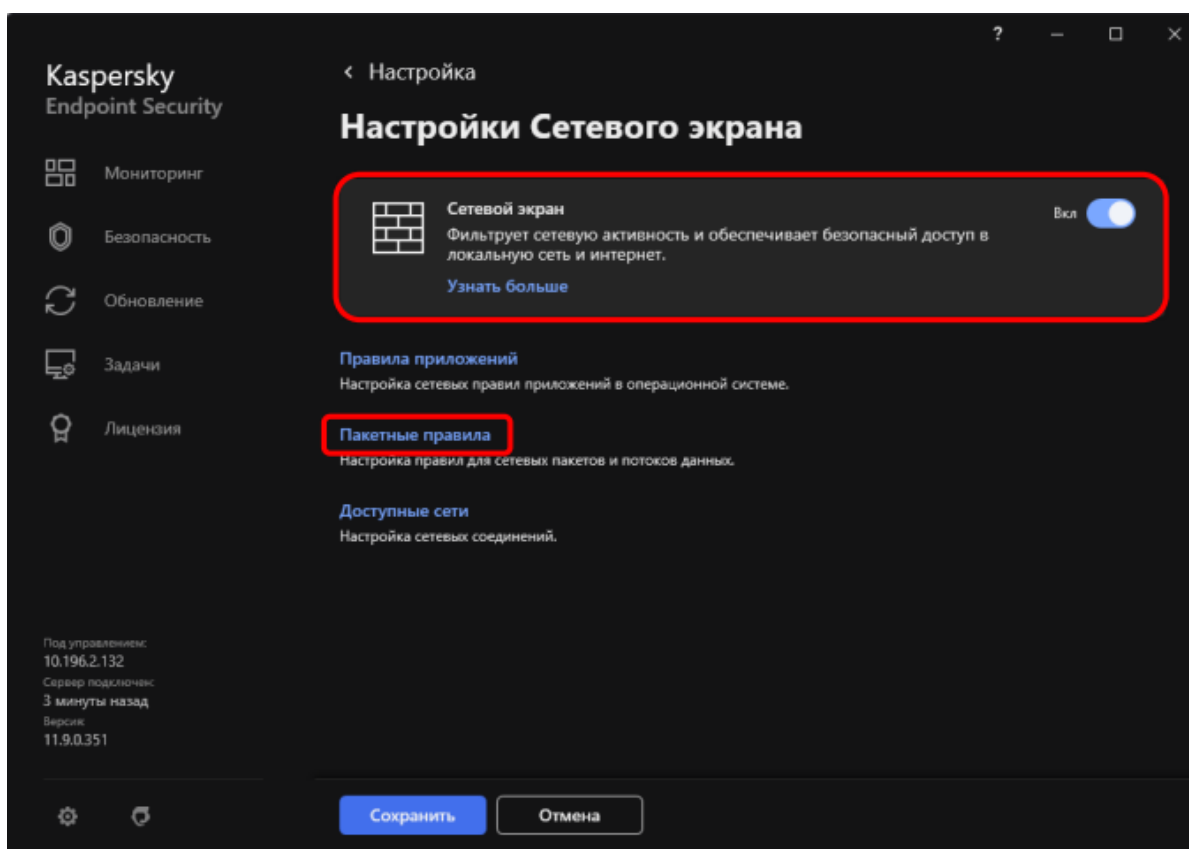 ?
Kaspersky
Endpoint Security
Мониторинг
Безопасность
Обновление
Задачи
Лицензия
Под управлением:
10.196.2.132
Сервер подключен:
3 минуты назад
Версия:
11.9.0.351
< Настройка
Настройки Сетевого экрана
Сетевой экран
Вкл
Фильтрует сетевую активность и обеспечивает безопасный доступ в
локальную сеть и интернет.
Узнать больше
Правила приложений
Настройка сетевых правил приложений в операционной системе.
Пакетные правила
Настройка правил для сетевых пакетов и потоков данных.
Доступные сети
Настройка сетевых соединений.
Сохранить
Отмена